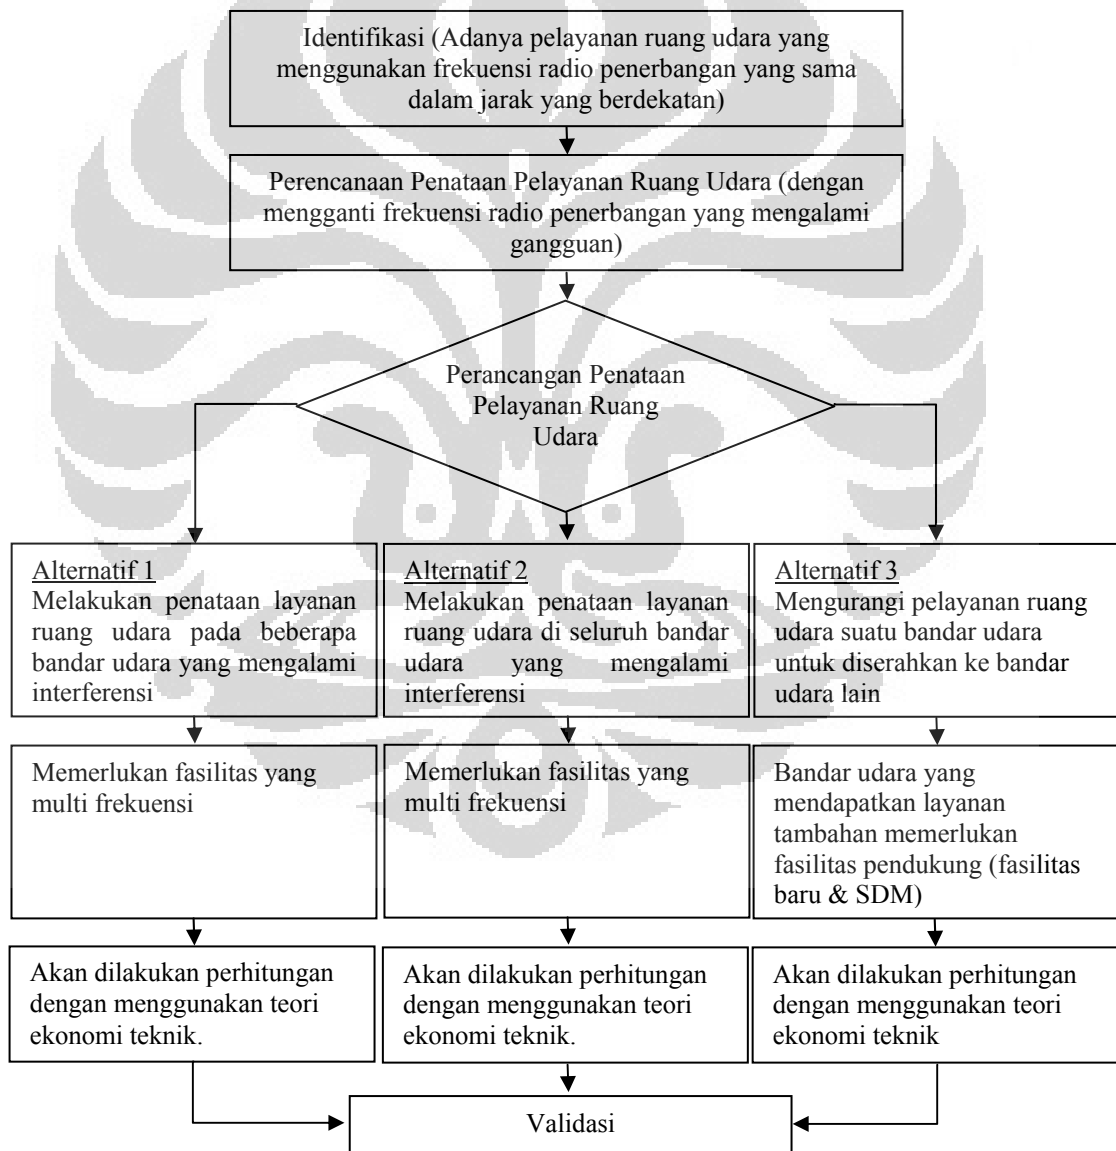 Identifikasi (Adanya pelayanan ruang udara yang
menggunakan frekuensi radio penerbangan yang sama
dalam jarak yang berdekatan)
Perencanaan Penataan Pelayanan Ruang Udara (dengan
mengganti frekuensi radio penerbangan yang mengalami
gangguan)
Perancangan Penataan
Pelayanan Ruang
Udara
Alternatif 1
Melakukan penataan layanan
ruang udara pada beberapa
bandar udara yang mengalami
interferensi
Alternatif 2
Melakukan penataan layanan
ruang udara di seluruh bandar
udara yang mengalami
interferensi
Alternatif 3
Mengurangi pelayanan ruang
udara suatu bandar udara
untuk diserahkan ke bandar
udara lain
Memerlukan fasilitas yang
multi frekuensi
Memerlukan fasilitas yang
multi frekuensi
Bandar udara yang
mendapatkan layanan
tambahan memerlukan
fasilitas pendukung (fasilitas
baru & SDM)
Akan dilakukan perhitungan
dengan menggunakan teori
ekonomi teknik.
Akan dilakukan perhitungan
dengan menggunakan teori
ekonomi teknik.
Akan dilakukan perhitungan
dengan menggunakan teori
ekonomi teknik
Validasi